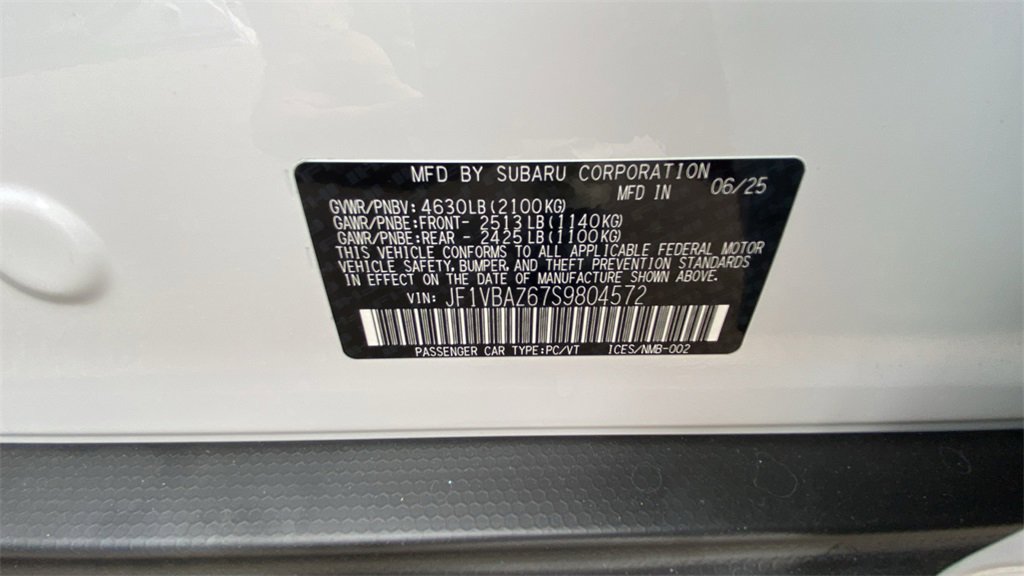 MFD BY SUBARU CORPORATION
MFD IN 06/25
GVWR/PNBV: 4630LB(2100KG)
GAWR/PNBE:FRONT- 2513LB(1140KG)
GAWR/PNBE:REAR - 2425LB(1100KG)
THIS VEHICLE CONFORMS TO ALL APPLICABLE FEDERAL MOTOR
VEHICLE SAFETY, BUMPER, AND THEFT PREVENTION STANDARDS
IN EFFECT ON THE DATE OF MANUFACTURE SHOWN ABOVE.
VIN: JF1VBAZ67S9804572
PASSENGER CAR TYPE:PC/VT ICES/NMB-002